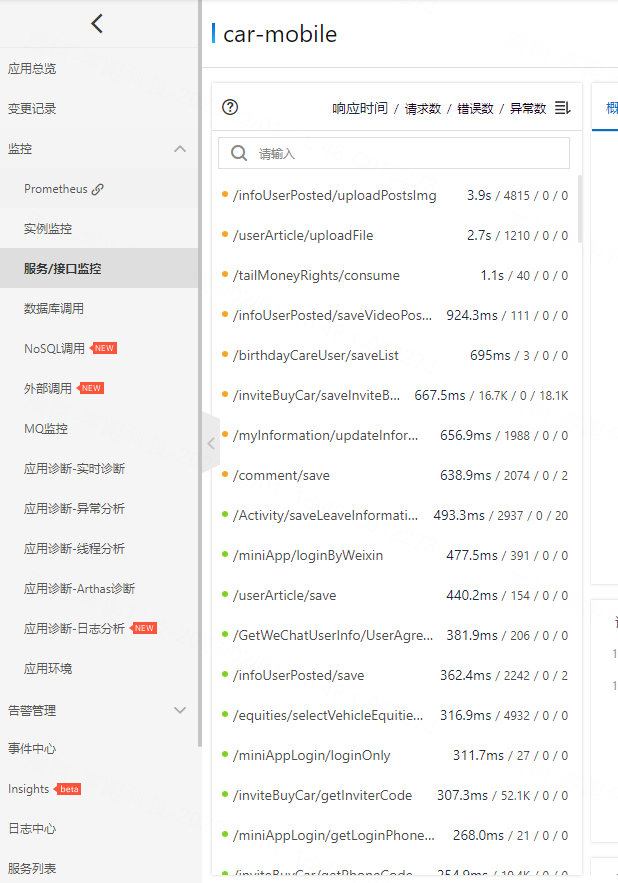 car-mobile
应用总览
变更记录
监控
Prometheus
实例监控
服务/接口监控
数据库调用
NoSQL调用 NEW
外部调用 NEW
MQ监控
应用诊断-实时诊断
应用诊断-异常分析
应用诊断-线程分析
应用诊断-Arthas诊断
应用诊断-日志分析 NEW
应用环境
告警管理
事件中心
Insights beta
日志中心
服务列表
响应时间 / 请求数 / 错误数 / 异常数
请输入
/infoUserPosted/uploadPostsImg 3.9s / 4815 / 0 / 0
/userArticle/uploadFile 2.7s / 1210 / 0 / 0
/tailMoneyRights/consume 1.1s / 40 / 0 / 0
/infoUserPosted/saveVideoPos... 924.3ms / 111 / 0 / 0
/birthdayCareUser/saveList 695ms / 3 / 0 / 0
/inviteBuyCar/saveInviteB... 667.5ms / 16.7K / 0 / 18.1K
/myInformation/updateInfor... 656.9ms / 1988 / 0 / 0
/comment/save 638.9ms / 2074 / 0 / 2
/Activity/saveLeaveInformati... 493.3ms / 2937 / 0 / 20
/miniApp/loginByWeixin 477.5ms / 391 / 0 / 0
/userArticle/save 440.2ms / 154 / 0 / 0
/GetWeChatUserInfo/UserAgre... 381.9ms / 206 / 0 / 0
/infoUserPosted/save 362.4ms / 2242 / 0 / 2
/equities/selectVehicleEquitie... 316.9ms / 4932 / 0 / 0
/miniAppLogin/loginOnly 311.7ms / 27 / 0 / 0
/inviteBuyCar/getInviterCode 307.3ms / 52.1K / 0 / 0
/miniAppLogin/getLoginPhone... 268.0ms / 21 / 0 / 0
/inviteBuyCar/getPhoneCode 254.9ms / 19.4K / 0 / 0
概
1
1